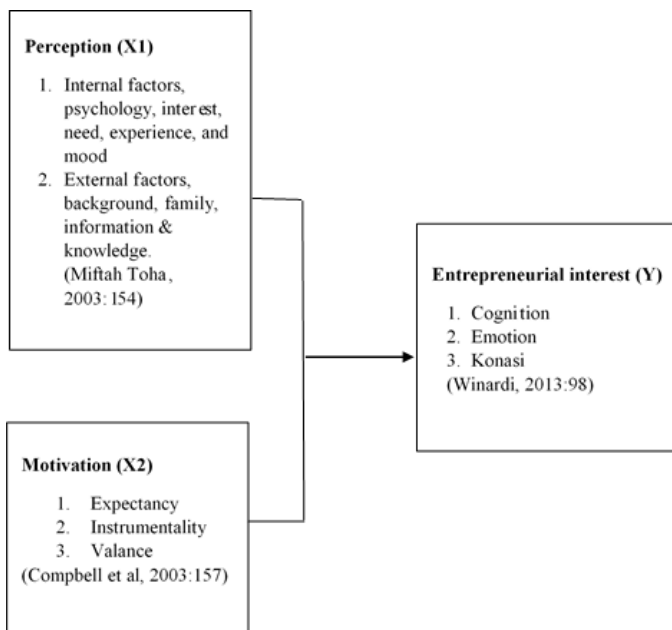 Perception (X1)
1. Internal factors,
psychology, interest,
need, experience, and
mood
2. External factors,
background, family,
information &
knowledge.
(Miftah Toha,
2003:154)
Entrepreneurial interest (Y)
1. Cognition
2. Emotion
3. Konasi
(Winardi, 2013:98)
Motivation (X2)
1. Expectancy
2. Instrumentality
3. Valance
(Compbell et al, 2003:157)